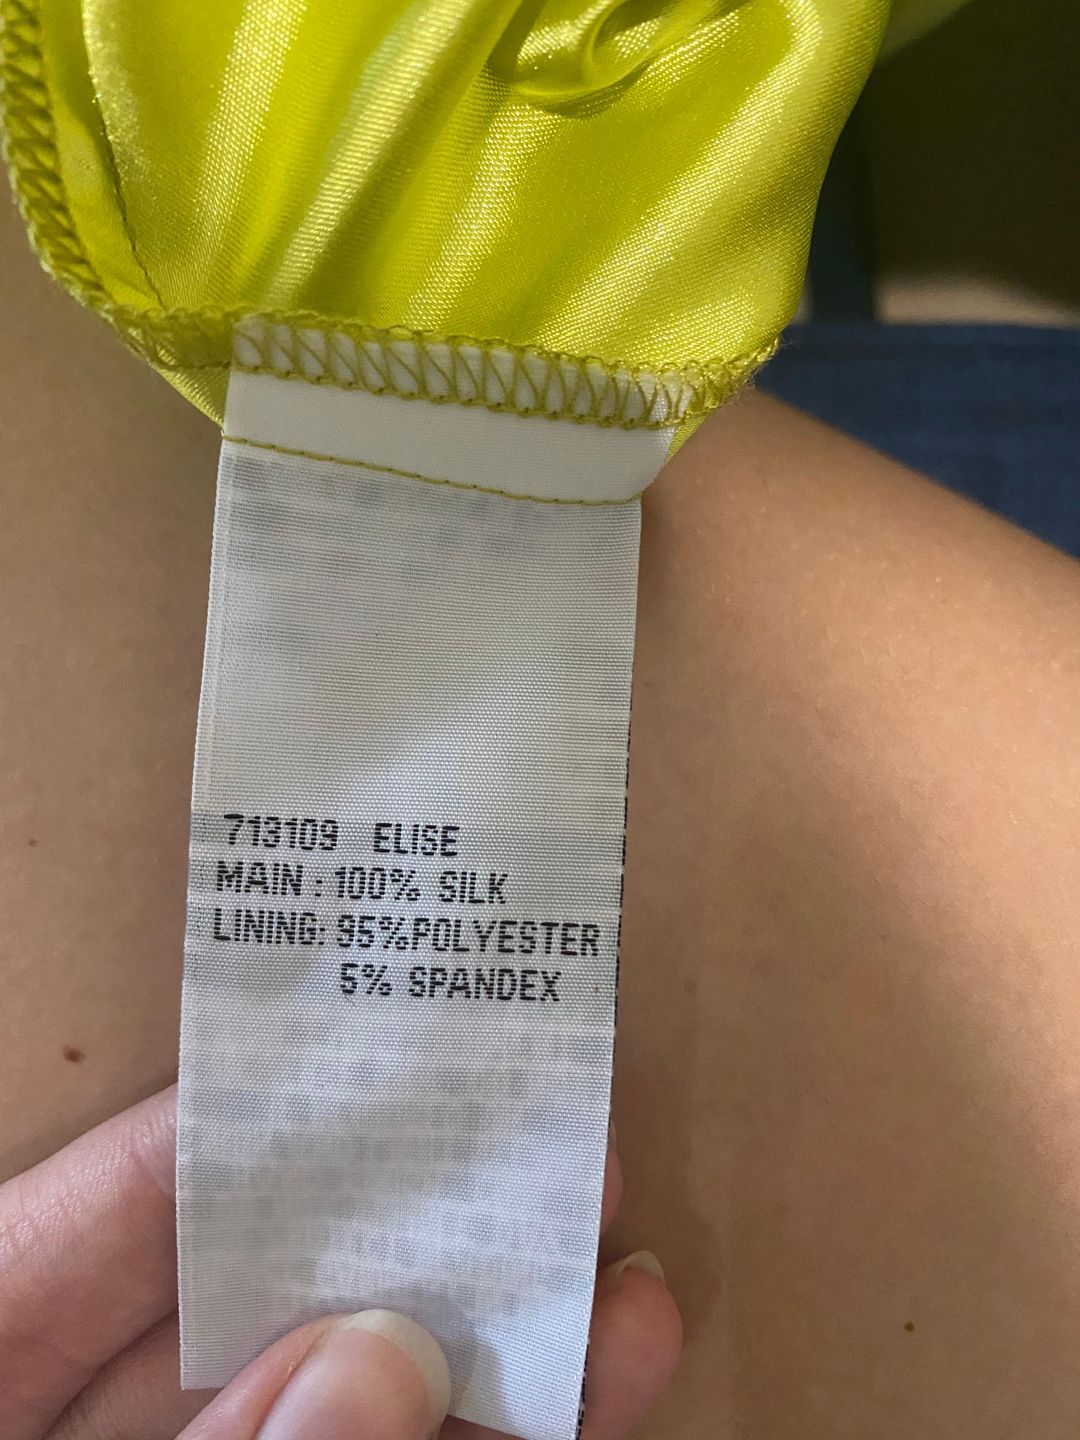 713109 ELISE
MAIN : 100% SILK
LINING: 95%POLYESTER
5% SPANDEX